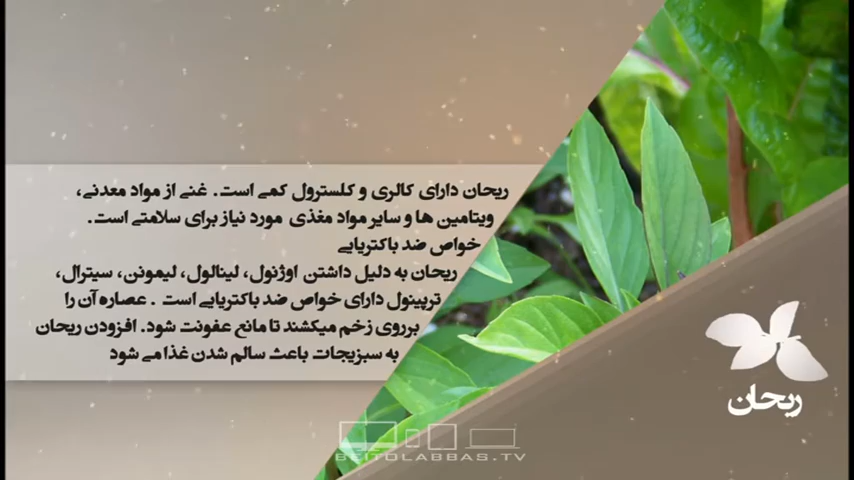 ریحان دارای کالری و کلسترول کمی است. غنی از مواد معدنی،
ویتامین ها و سایر مواد مغذی مورد نیاز برای سلامتی است.
خواص ضد باکتریایی
ریحان به دلیل داشتن اوژنول، لینالول، لیمونن، سیترال،
ترپینول دارای خواص ضد باکتریایی است . عصاره آن را
برروی زخم میکشند تا مانع عفونت شود. افزودن ریحان
به سبزیجات باعث سالم شدن غذا می شود
ریحان
BEITOLABBAS.TV